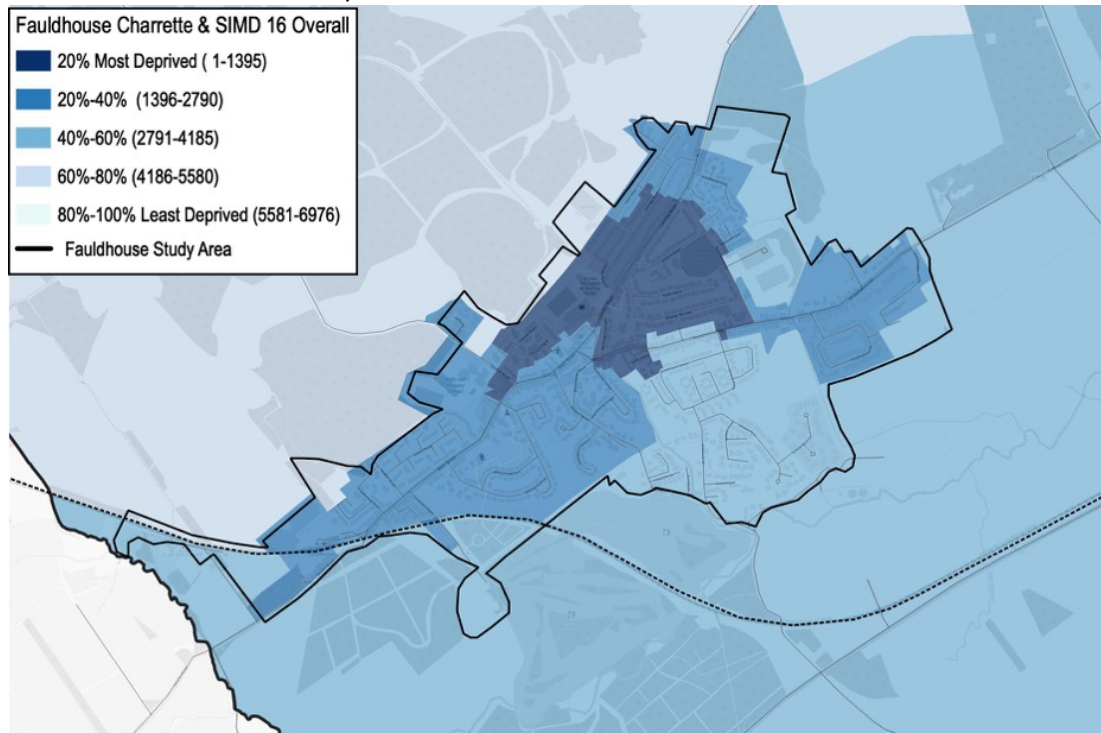 Fauldhouse Charrette & SIMD 16 Overall
20% Most Deprived ( 1-1395)
20%-40% (1396-2790)
40%-60% (2791-4185)
60%-80% (4186-5580)
80%-100% Least Deprived (5581-6976)
Fauldhouse Study Area